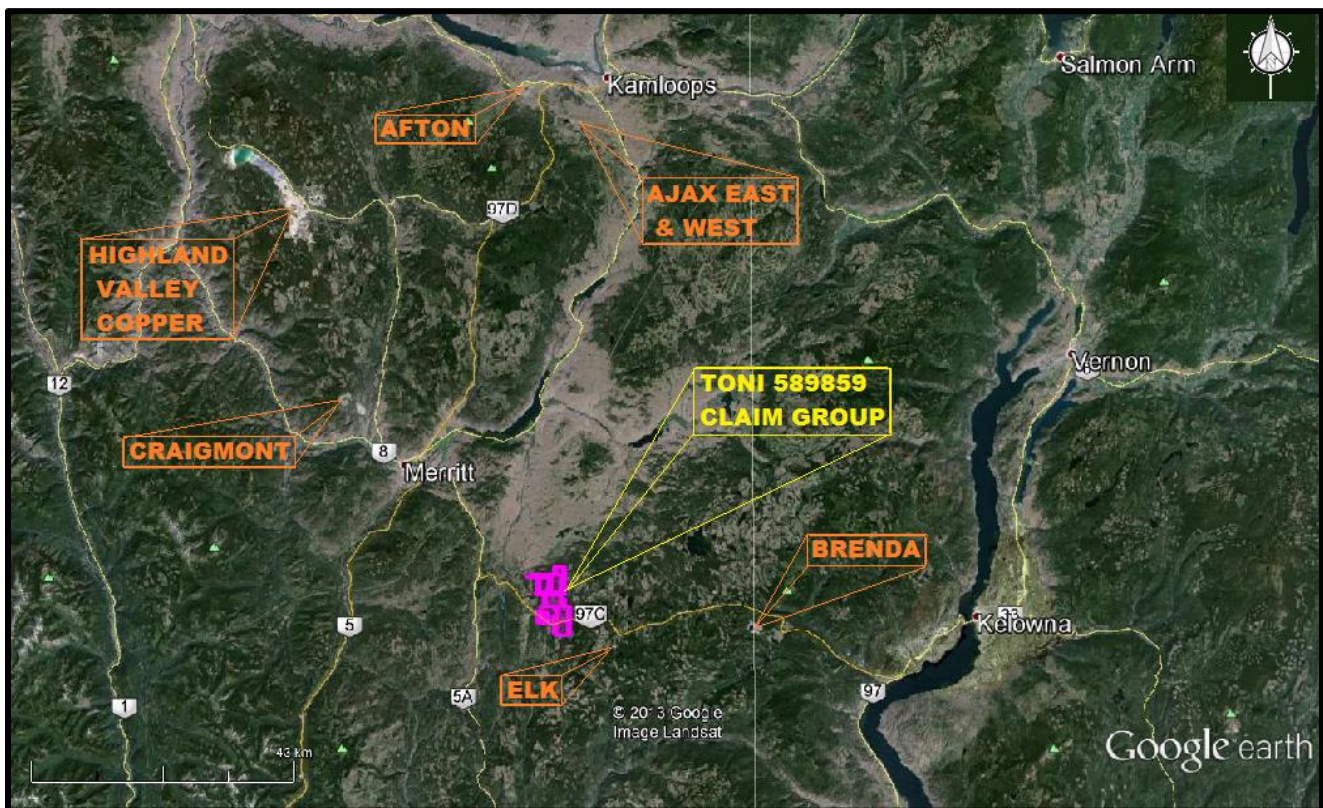 Salmon Arm
Kamloops
AFTON
97D
AJAX EAST
& WEST
HIGHLAND
VALLEY
COPPER
12
Vernon
TONI 589859
CLAIM GROUP
CRAIGMONT
8
Merritt
BRENDA
97C
33
Kelowna
5
ELK
97
5A
1
© 2013 Google
Image Landsat
43 km
Google earth